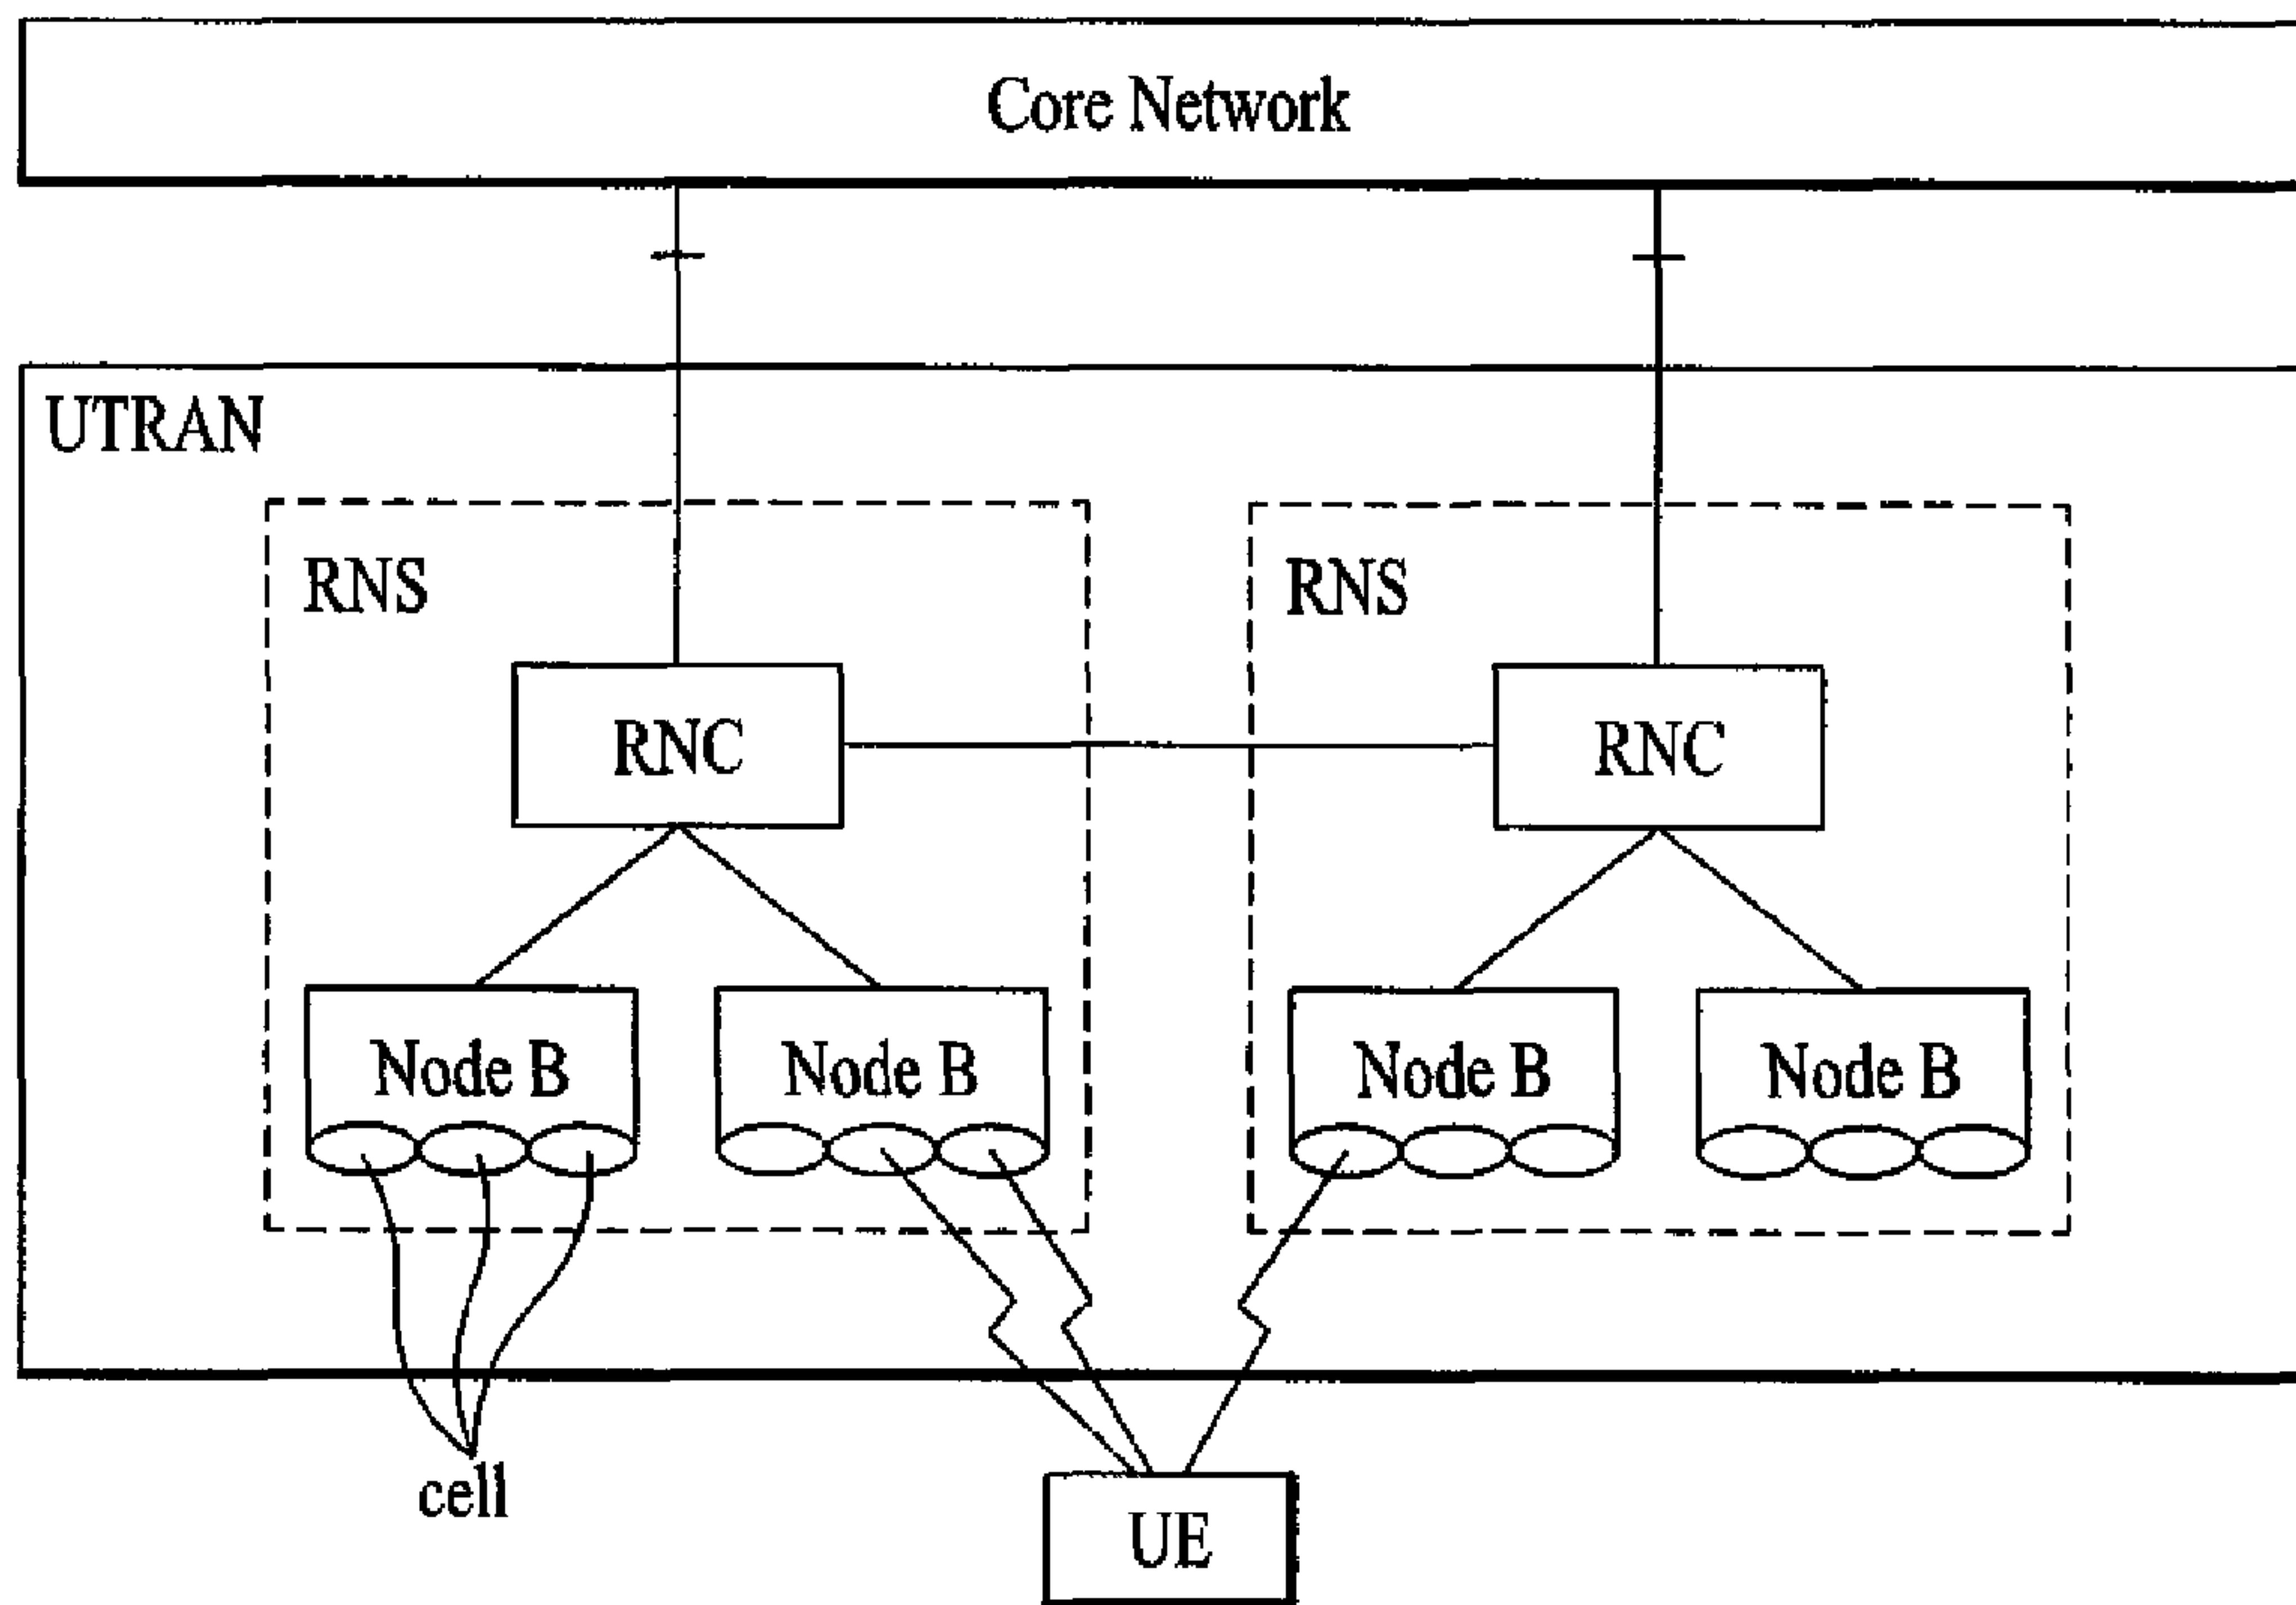 Core Network
UTRAN
RNS
RNS
RNC
RNC
Node B
Node B
Node B
Node B
cell
UE